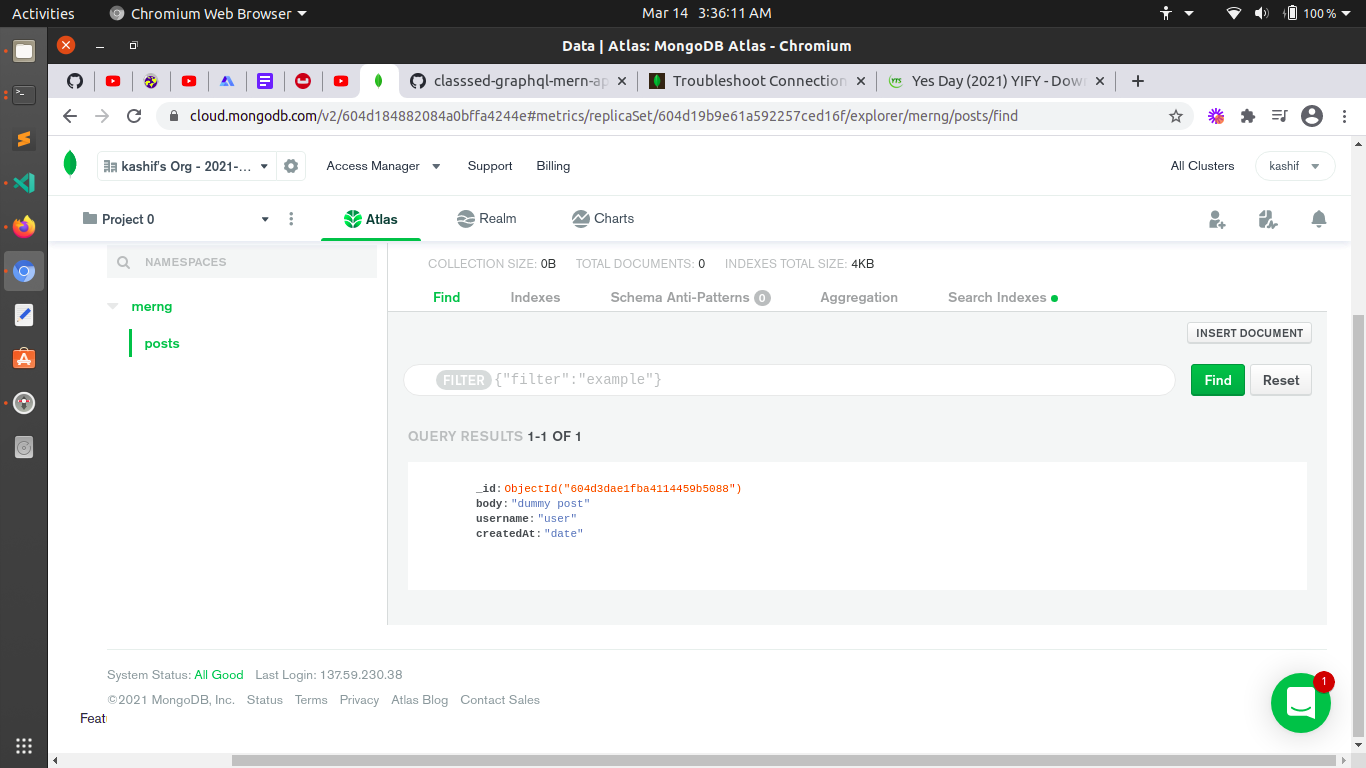 Activities
Chromium Web Browser
Mar 14 3:36:11 AM
100 %
Data | Atlas: MongoDB Atlas - Chromium
classsed-graphql-mern-ap
Troubleshoot Connection
Yes Day (2021) YIFY - Dow
cloud.mongodb.com/v2/604d184882084a0bffa4244e#metrics/replicaSet/604d19b9e61a592257ced16f/explorer/merng/posts/find
kashif's Org - 2021-...
Access Manager
Support
Billing
All Clusters
kashif
Project 0
Atlas
Realm
Charts
NAMESPACES
merng
posts
COLLECTION SIZE: 0B TOTAL DOCUMENTS: 0 INDEXES TOTAL SIZE: 4KB
Find
Indexes
Schema Anti-Patterns 0
Aggregation
Search Indexes
INSERT DOCUMENT
FILTER {"filter":"example"}
Find
Reset
QUERY RESULTS 1-1 OF 1
_id: ObjectId("604d3dae1fba4114459b5088")
body: "dummy post"
username: "user"
createdAt: "date"
System Status: All Good Last Login: 137.59.230.38
©2021 MongoDB, Inc. Status Terms Privacy Atlas Blog Contact Sales
Feat
1